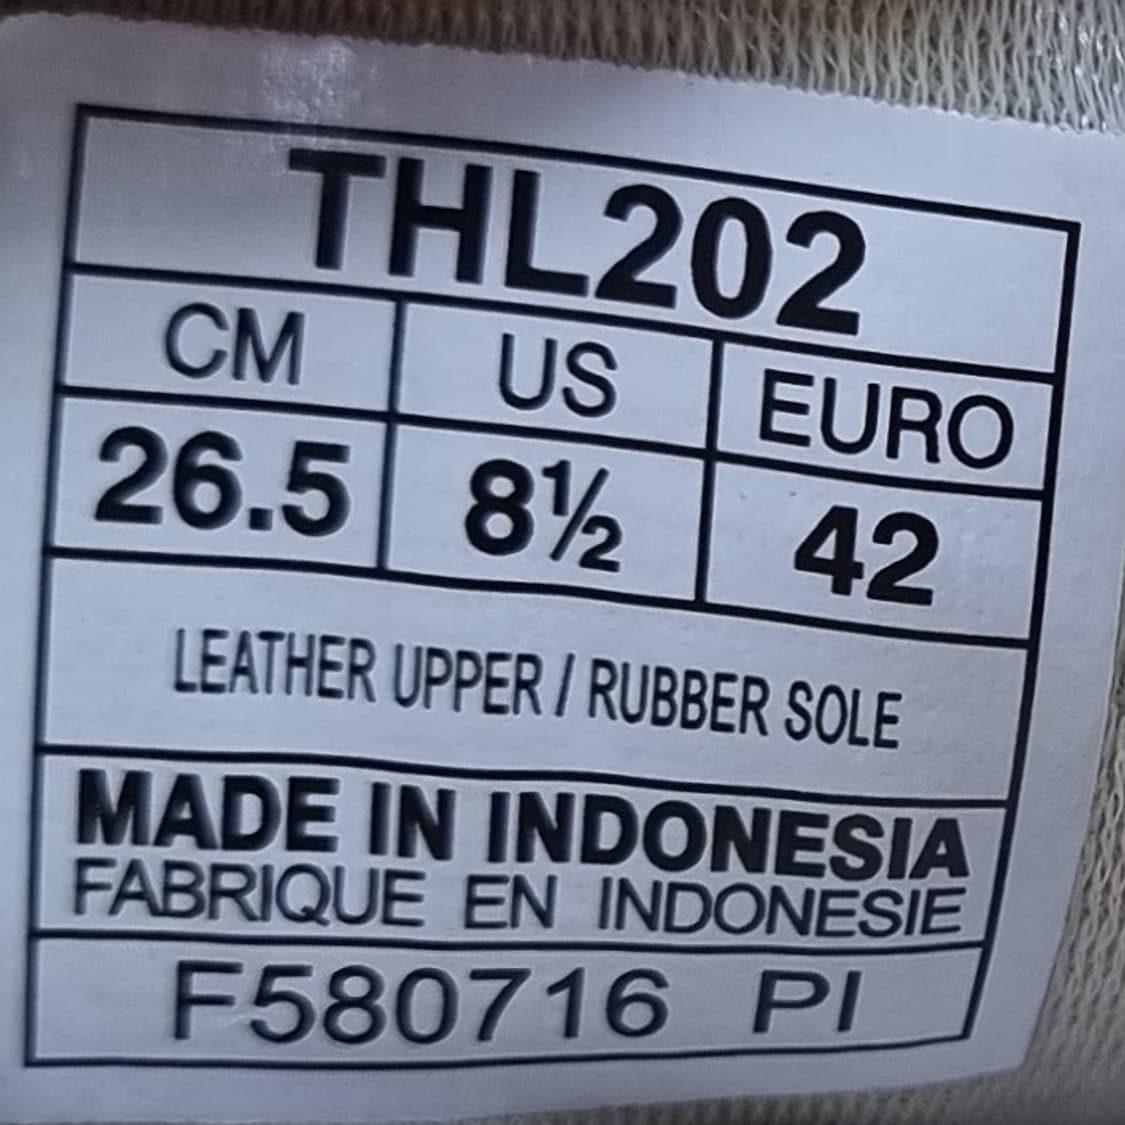 THL202
CM US EURO
26.5 8½ 42
LEATHER UPPER / RUBBER SOLE
MADE IN INDONESIA
FABRIQUE EN INDONESIE
F580716 PI